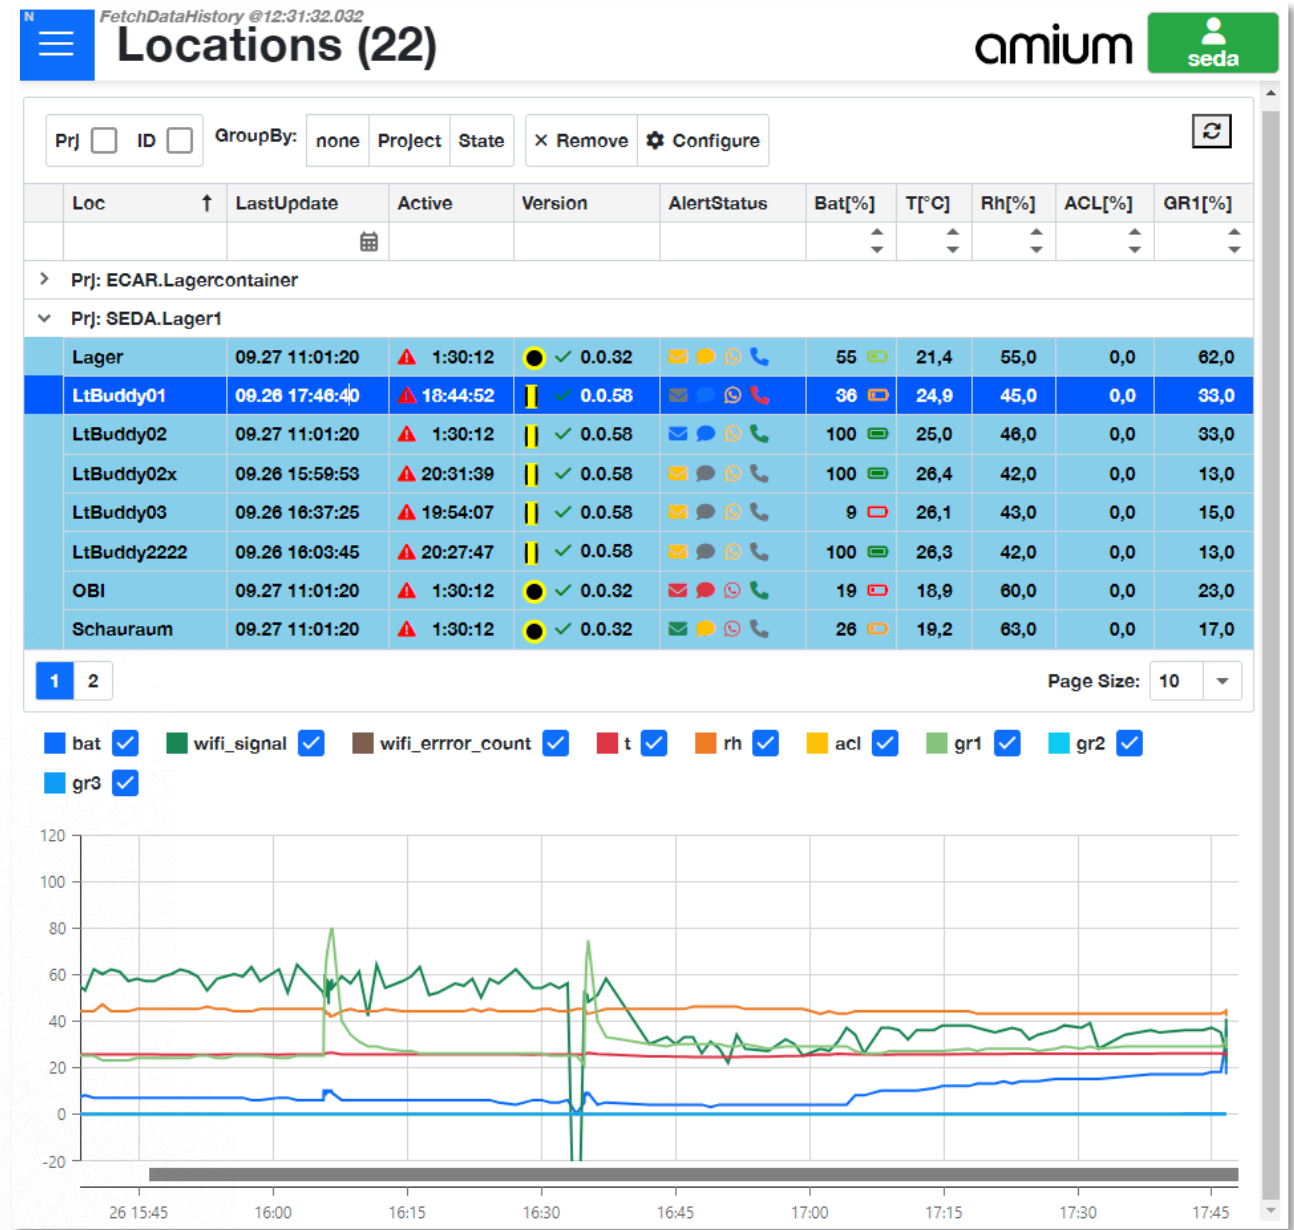 N FetchDataHistory @12:31:32.032
Locations (22)
amium
seda
Prj ID GroupBy: none Project State × Remove Configure
Loc ↑ LastUpdate Active Version AlertStatus Bat[%] T[°C] Rh[%] ACL[%] GR1[%]
Prj: ECAR.Lagercontainer
Prj: SEDA.Lager1
Lager 09.27 11:01:20 1:30:12 0.0.32 55 21,4 55,0 0,0 62,0
LtBuddy01 09.26 17:46:40 18:44:52 0.0.58 36 24,9 45,0 0,0 33,0
LtBuddy02 09.27 11:01:20 1:30:12 0.0.58 100 25,0 46,0 0,0 33,0
LtBuddy02x 09.26 15:59:53 20:31:39 0.0.58 100 26,4 42,0 0,0 13,0
LtBuddy03 09.26 16:37:25 19:54:07 0.0.58 9 26,1 43,0 0,0 15,0
LtBuddy2222 09.26 16:03:45 20:27:47 0.0.58 100 26,3 42,0 0,0 13,0
OBI 09.27 11:01:20 1:30:12 0.0.32 19 18,9 60,0 0,0 23,0
Schauraum 09.27 11:01:20 1:30:12 0.0.32 26 19,2 63,0 0,0 17,0
1 2 Page Size: 10
bat wifi_signal wifi_errror_count t rh acl gr1 gr2
gr3
120
100
80
60
40
20
0
-20
26 15:45 16:00 16:15 16:30 16:45 17:00 17:15 17:30 17:45